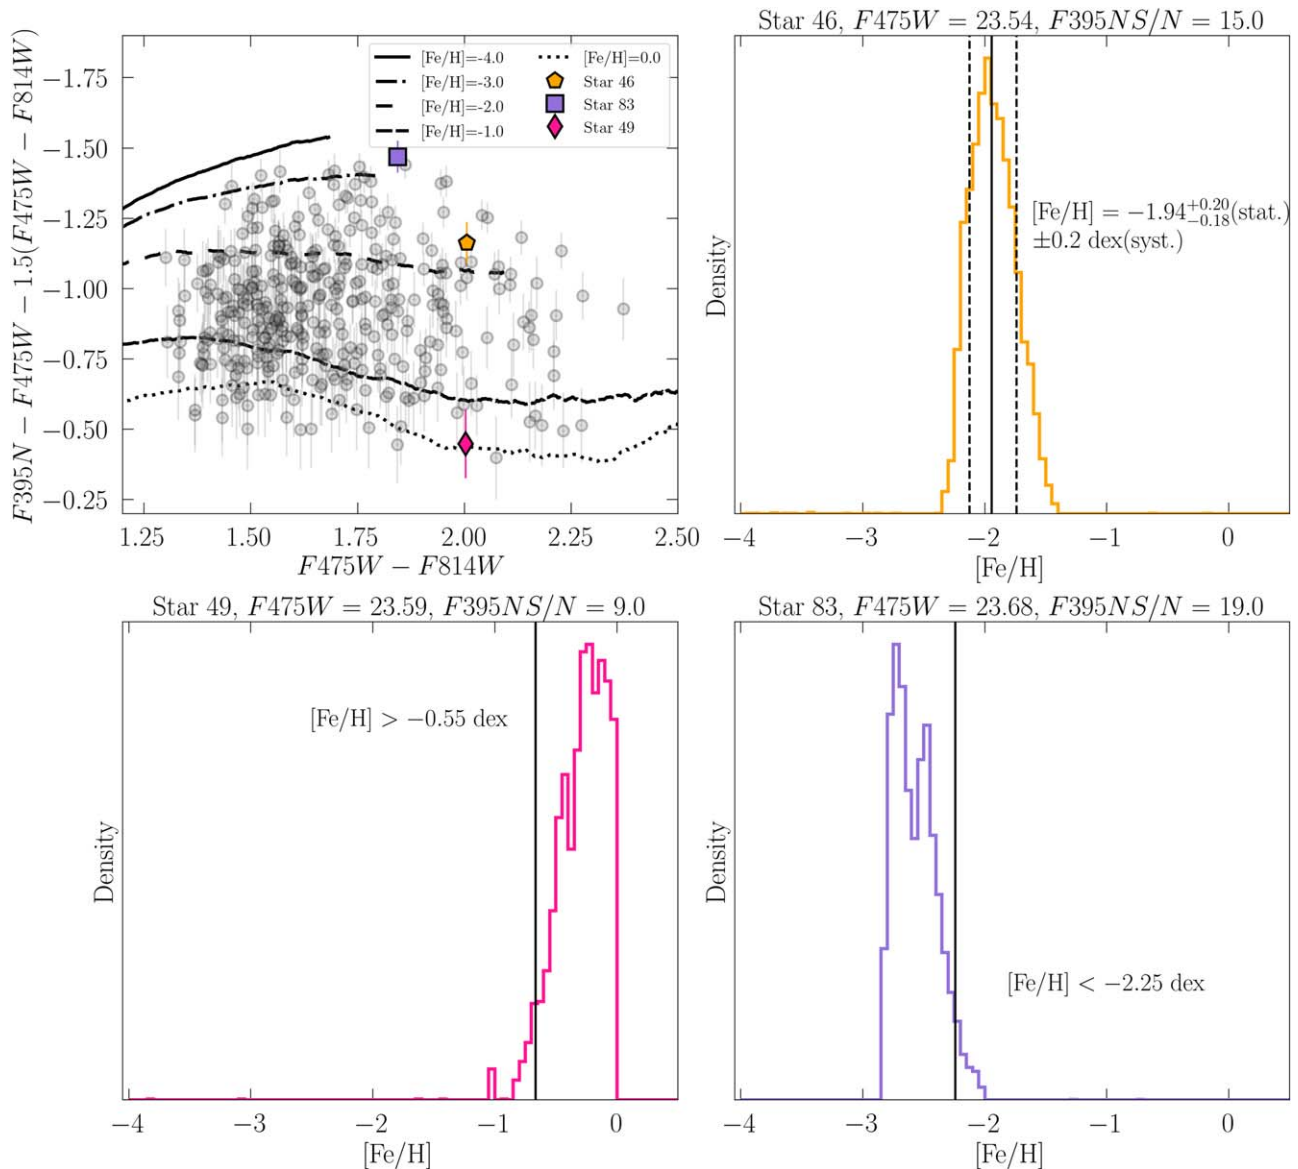 Star 46, F475W = 23.54, F395NS/N = 15.0
F395N − F475W − 1.5(F475W − F814W)
−1.75
−1.50
−1.25
−1.00
−0.75
−0.50
−0.25
[Fe/H]=-4.0
[Fe/H]=-3.0
[Fe/H]=-2.0
[Fe/H]=-1.0
[Fe/H]=0.0
Star 46
Star 83
Star 49
1.25 1.50 1.75 2.00 2.25 2.50
F475W − F814W
Density
[Fe/H] = −1.94+0.20−0.18(stat.)
±0.2 dex(syst.)
−4 −3 −2 −1 0
[Fe/H]
Star 49, F475W = 23.59, F395NS/N = 9.0
Density
[Fe/H] > −0.55 dex
−4 −3 −2 −1 0
[Fe/H]
Star 83, F475W = 23.68, F395NS/N = 19.0
Density
[Fe/H] < −2.25 dex
−4 −3 −2 −1 0
[Fe/H]